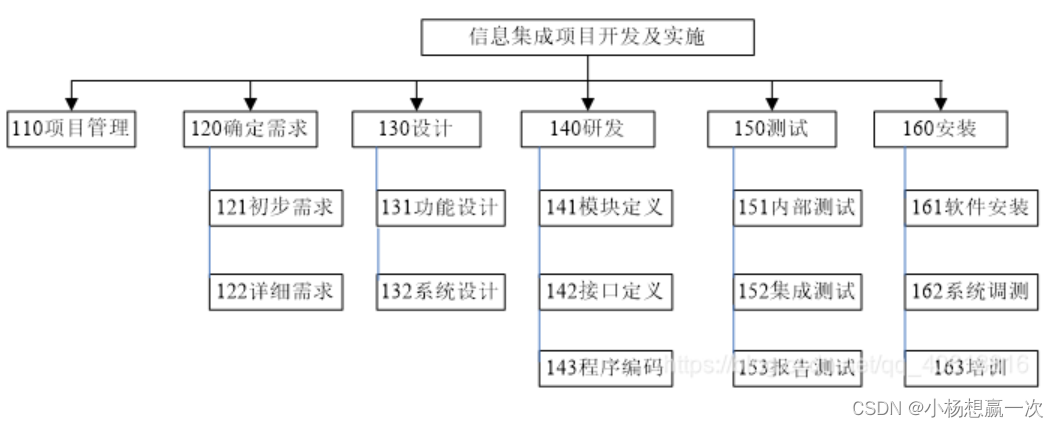 信息集成项目开发及实施
110项目管理
120确定需求
130设计
140研发
150测试
160安装
121初步需求
131功能设计
141模块定义
151内部测试
161软件安装
122详细需求
132系统设计
142接口定义
152集成测试
162系统调测
143程序编码
153报告测试
163培训
CSDN @小杨想赢一次